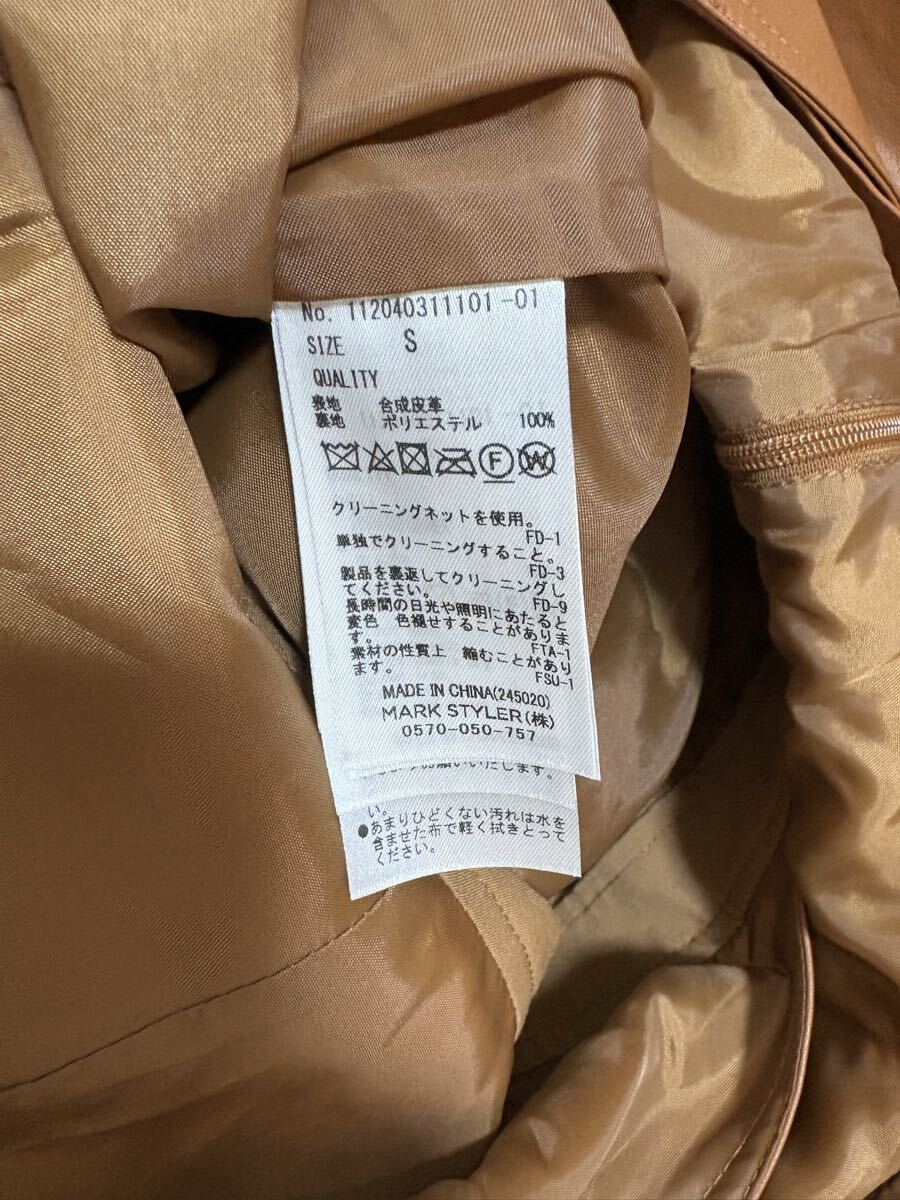 No. 112040311101-01
SIZE S
QUALITY
表地 合成皮革
裏地 ポリエステル 100%
F W
クリーニングネットを使用。
FD-1
単独でクリーニングすること。
FD-3
製品を裏返してクリーニングし
てください。 FD-9
長時間の日光や照明にあたると
変色 色褪せすることがありま
す。 FTA-1
素材の性質上 縮むことがあり
ます。 FSU-1
MADE IN CHINA(245020)
MARK STYLER(株)
0570-050-757
お願いいたします。
い。
●あまりひどくない汚れは水を
含ませた布で軽く拭きとって
ください。